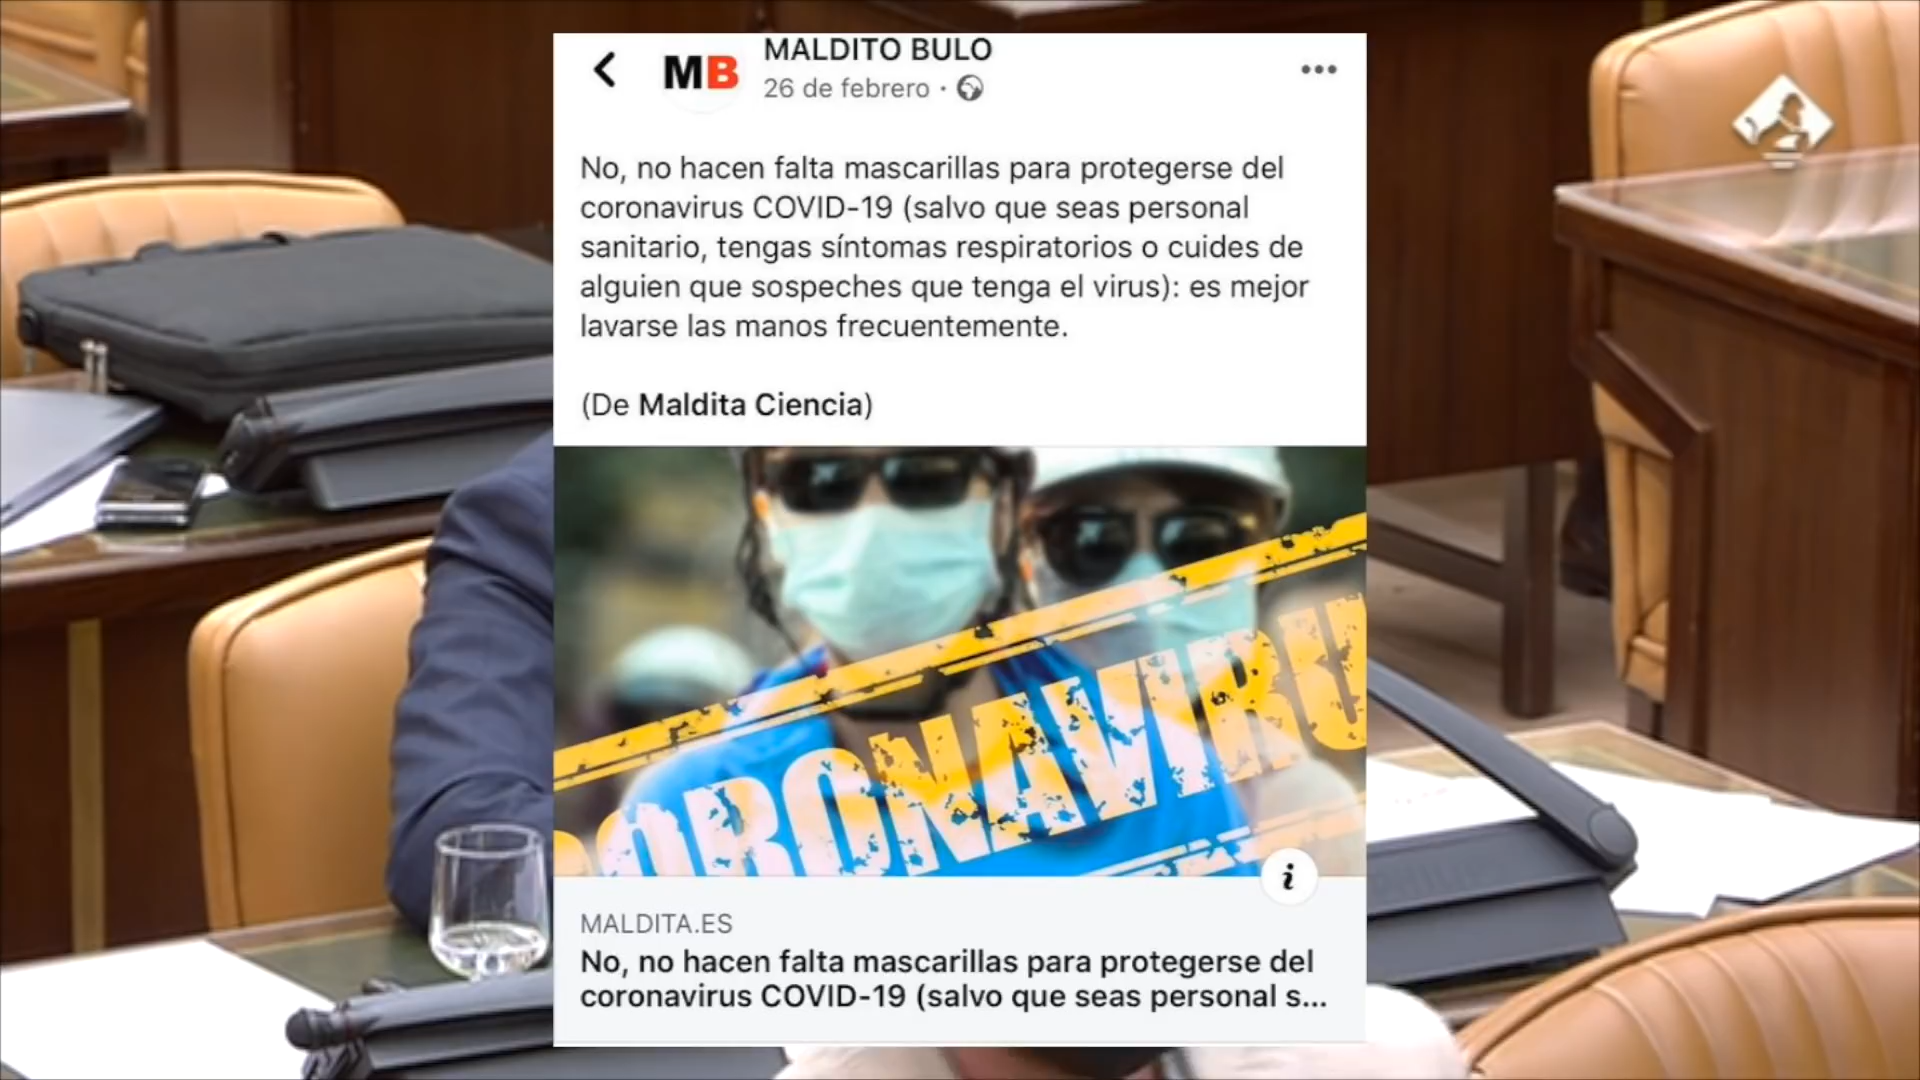 MB
MALDITO BULO
26 de febrero ·
No, no hacen falta mascarillas para protegerse del
coronavirus COVID-19 (salvo que seas personal
sanitario, tengas síntomas respiratorios o cuides de
alguien que sospeches que tenga el virus): es mejor
lavarse las manos frecuentemente.
(De Maldita Ciencia)
CORONAVIRU
i
MALDITA.ES
No, no hacen falta mascarillas para protegerse del
coronavirus COVID-19 (salvo que seas personal s...